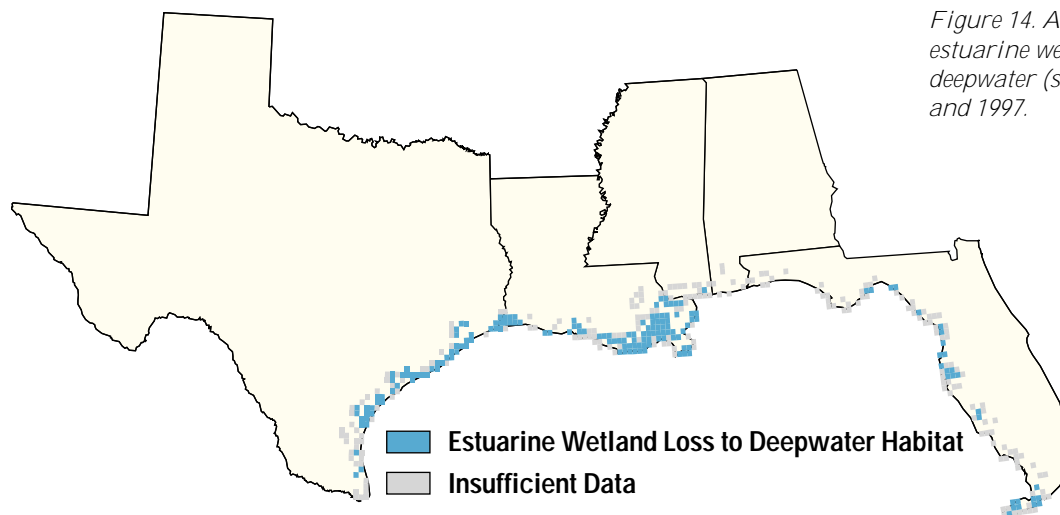 Figure 14. A
estuarine we
deepwater (s
and 1997.
Estuarine Wetland Loss to Deepwater Habitat
Insufficient Data